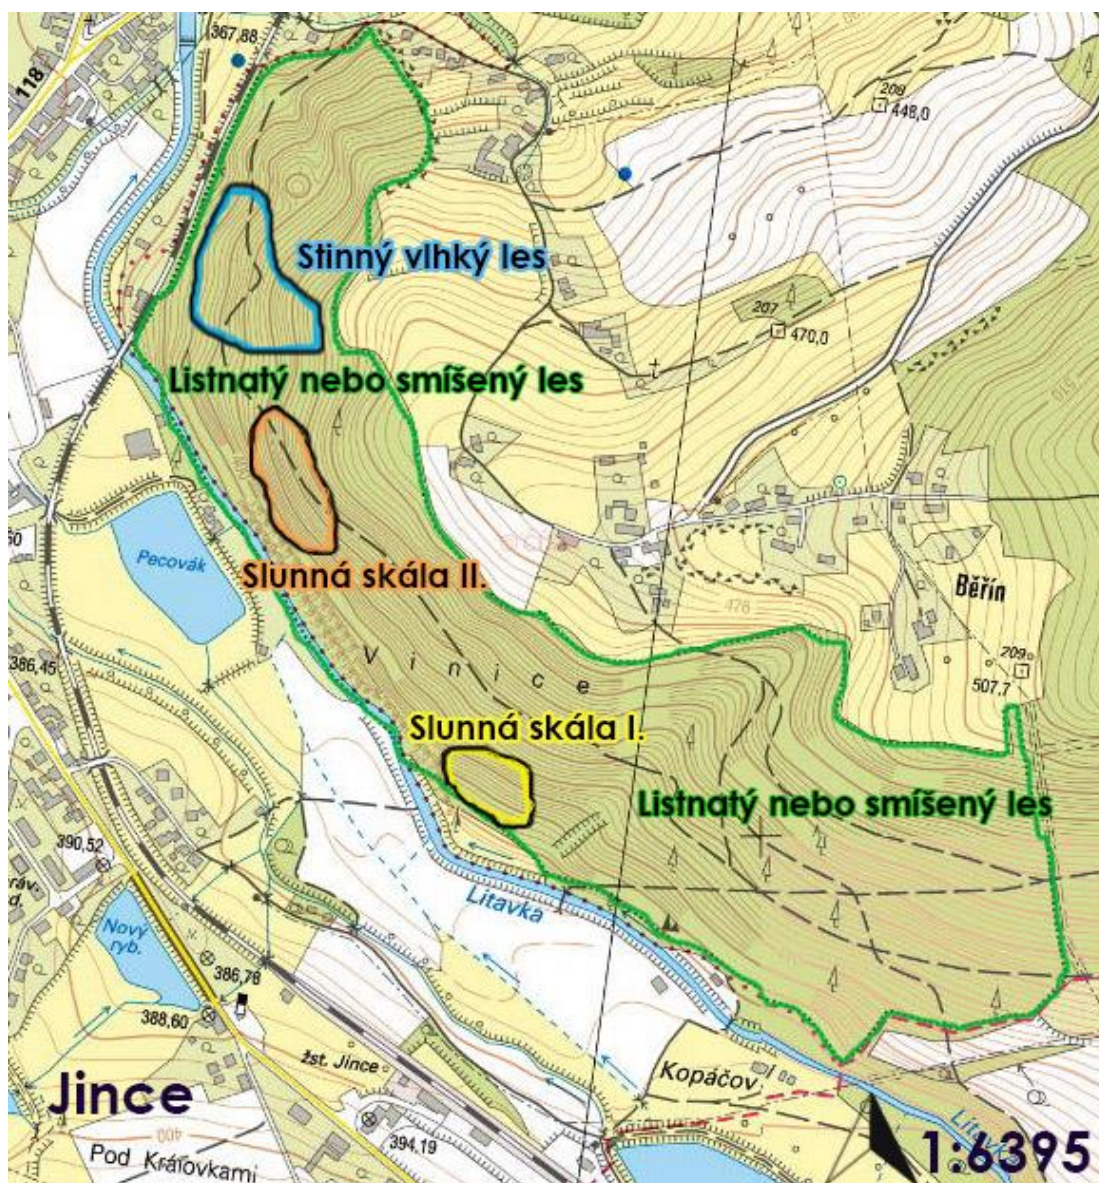 367,88
118
208
448,0
Stinný vlhký les
207
470,0
Listnatý nebo smíšený les
Pecovák
Slunná skála II.
476
Běřín
209
507,7
386,45
Vinice
Slunná skála I.
Listnatý nebo smíšený les
390,52
Litavka
Nový
ryb.
386,78
388,60
žst. Jince
Kopáčov
Jince
400
394.19
Pod Kráľovkami
1:6395